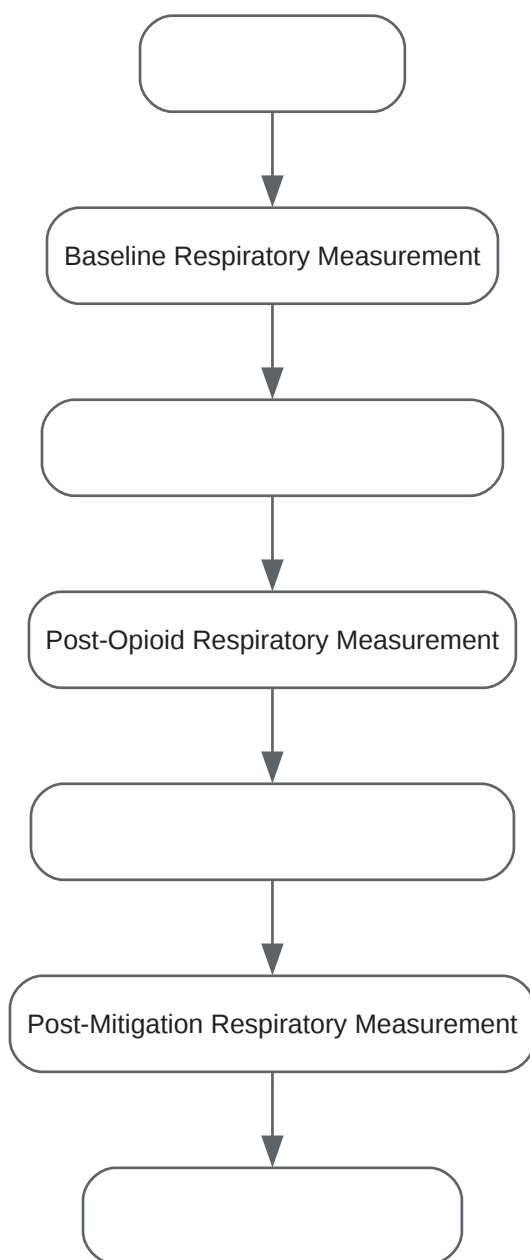 Baseline Respiratory Measurement
Post-Opioid Respiratory Measurement
Post-Mitigation Respiratory Measurement